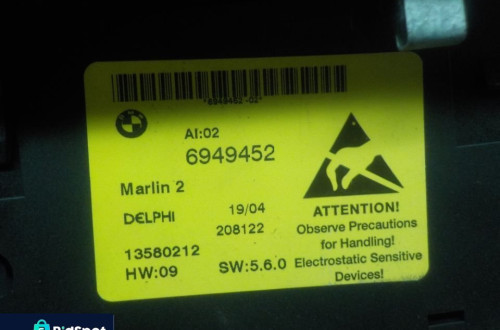 *6949452-02*
AI:02
6949452
Marlin 2
DELPHI
19/04
208122
13580212
HW:09
SW:5.6.0
ATTENTION!
Observe Precautions
for Handling!
Electrostatic Sensitive
Devices!
BidSpot